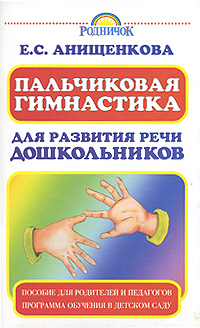 РОДНИЧОК
Е.С. АНИЩЕНКОВА
ПАЛЬЧИКОВАЯ
ГИМНАСТИКА
ДЛЯ РАЗВИТИЯ РЕЧИ
ДОШКОЛЬНИКОВ
ПОСОБИЕ ДЛЯ РОДИТЕЛЕЙ И ПЕДАГОГОВ
ПРОГРАММА ОБУЧЕНИЯ В ДЕТСКОМ САДУ